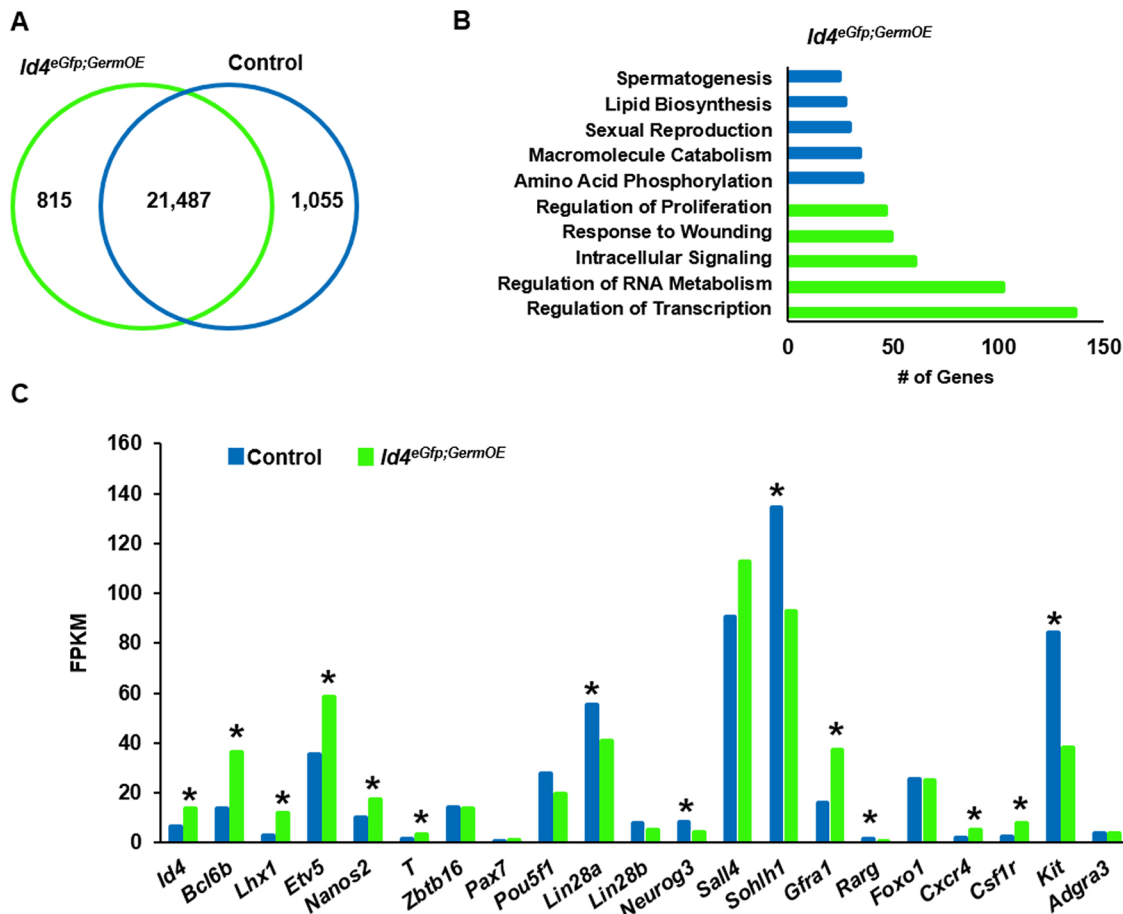 A
Id4eGfp;GermOE
Control
815
21,487
1,055
B
Id4eGfp;GermOE
Spermatogenesis
Lipid Biosynthesis
Sexual Reproduction
Macromolecule Catabolism
Amino Acid Phosphorylation
Regulation of Proliferation
Response to Wounding
Intracellular Signaling
Regulation of RNA Metabolism
Regulation of Transcription
0 50 100 150
# of Genes
C
Control
Id4eGfp;GermOE
FPKM
160
140
120
100
80
60
40
20
0
* * * * * * * * * * * * * *
Id4 Bcl6b Lhx1 Etv5 Nanos2 T Zbtb16 Pax7 Pou5f1 Lin28a Lin28b Neurog3 Sall4 Sohlh1 Gfra1 Rarg Foxo1 Cxcr4 Csf1r Kit Adgra3